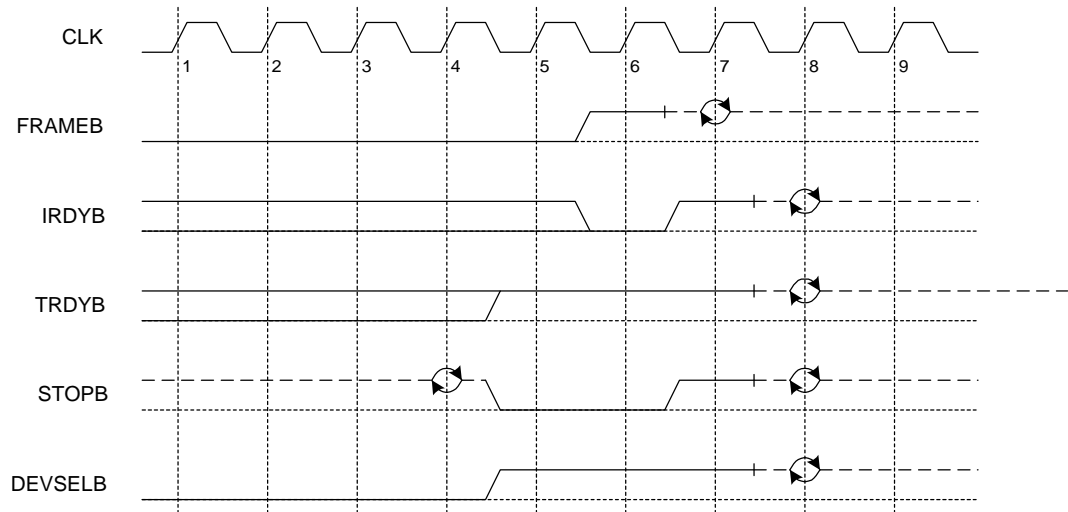 CLK
1 2 3 4 5 6 7 8 9
FRAMEB
IRDYB
TRDYB
STOPB
DEVSELB